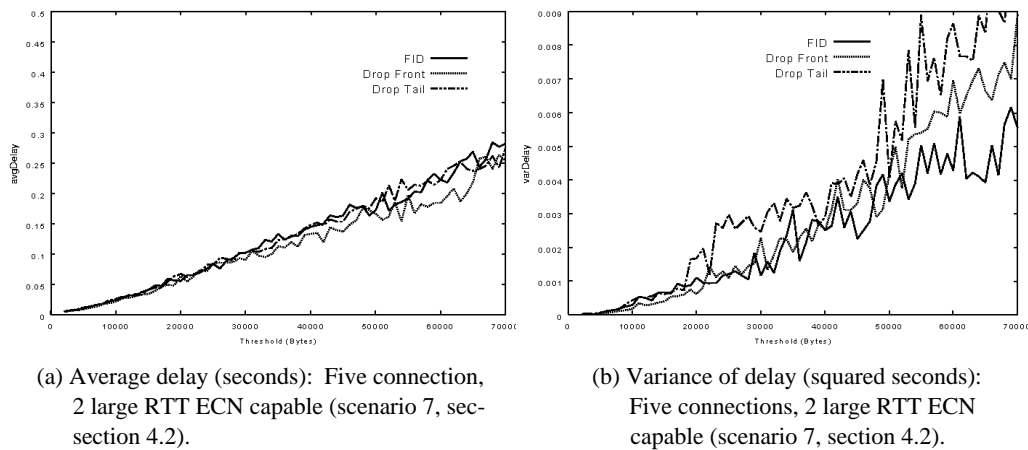 0.5
0.45
0.4
0.35
0.3
0.25
0.2
0.15
0.1
0.05
0
avgDelay
FID
Drop Front
Drop Tail
0 10000 20000 30000 40000 50000 60000 70000
Threshold (Bytes)
(a) Average delay (seconds): Five connection,
2 large RTT ECN capable (scenario 7, sec-
section 4.2).
0.009
0.008
0.007
0.006
0.005
0.004
0.003
0.002
0.001
0
varDelay
FID
Drop Front
Drop Tail
0 10000 20000 30000 40000 50000 60000 70000
Threshold (Bytes)
(b) Variance of delay (squared seconds):
Five connections, 2 large RTT ECN
capable (scenario 7, section 4.2).